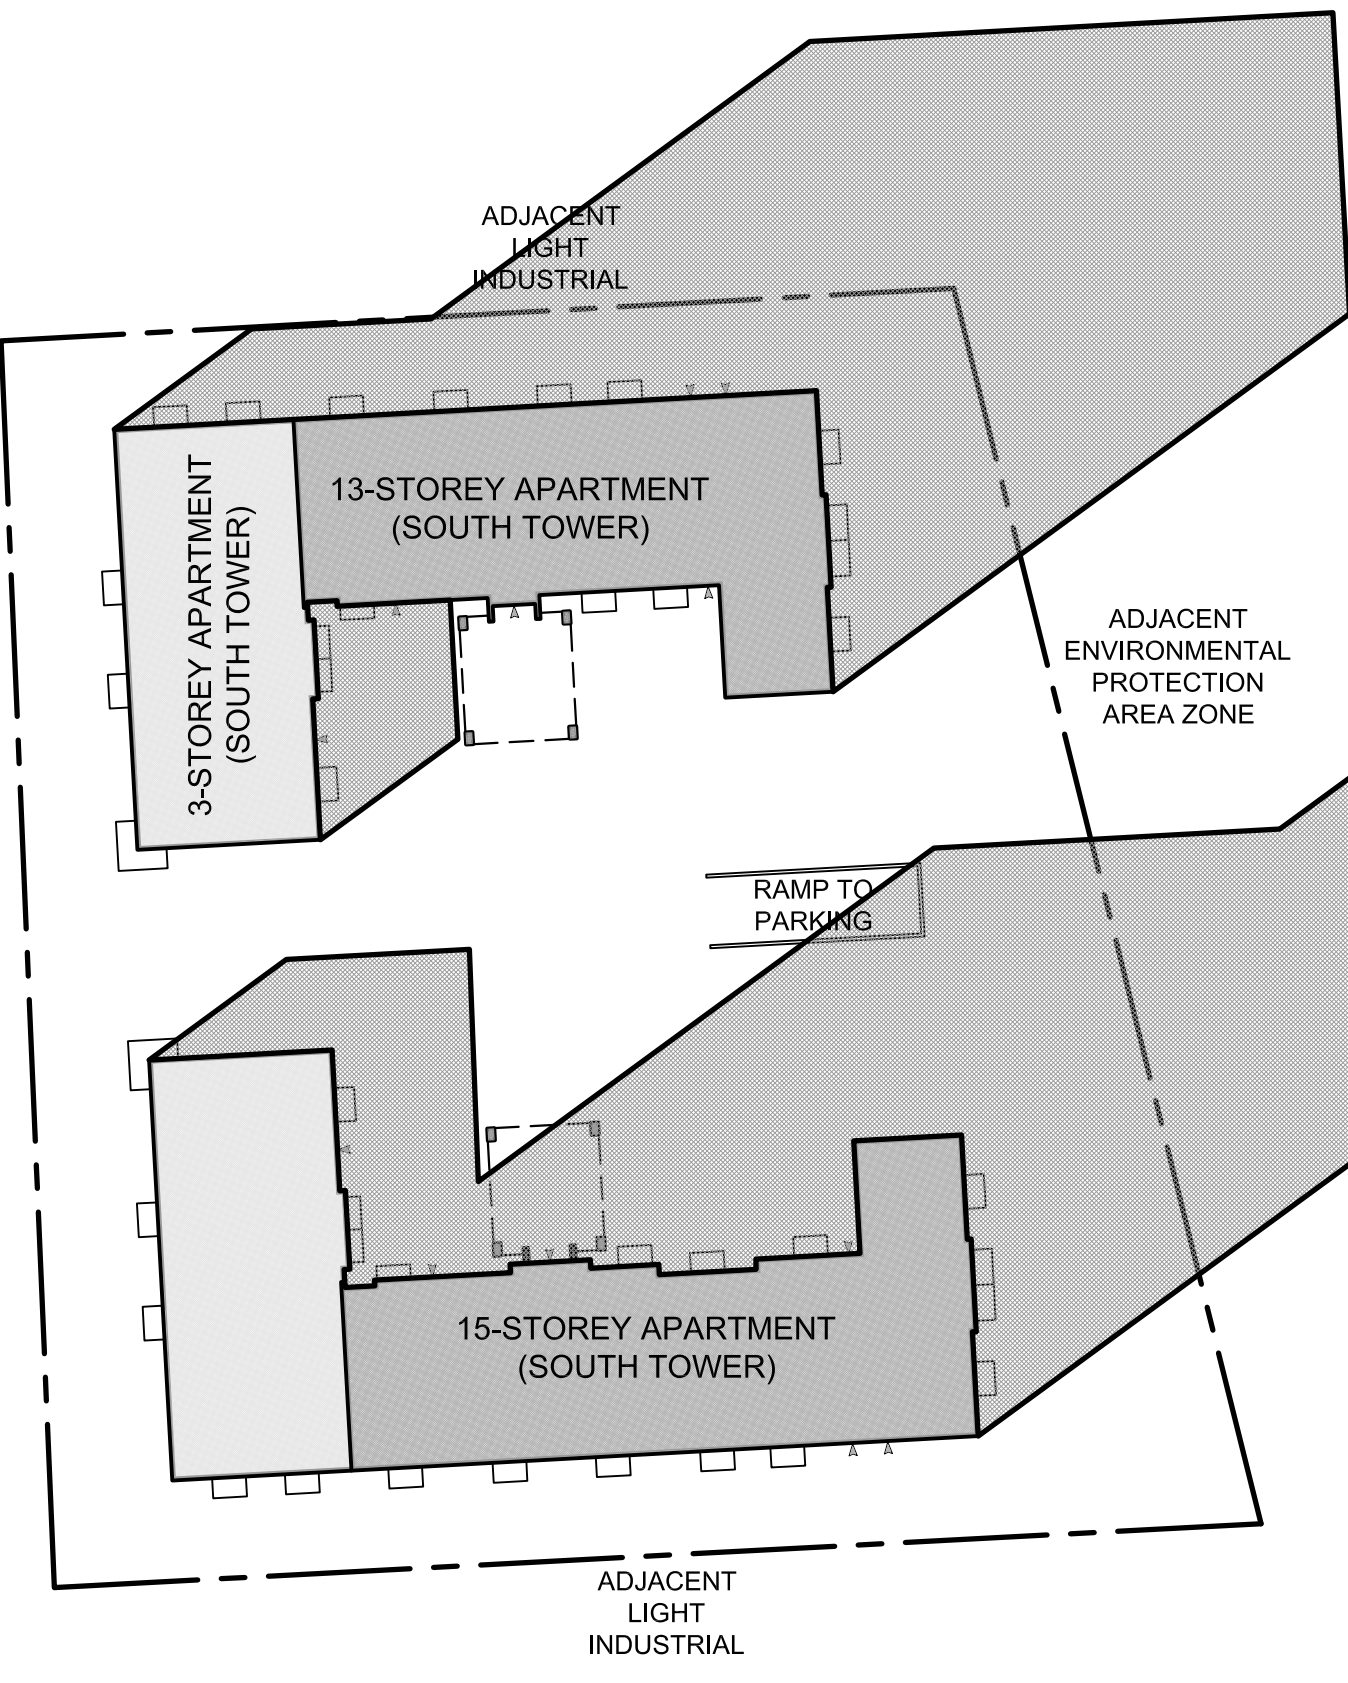 ADJACENT
LIGHT
INDUSTRIAL
13-STOREY APARTMENT
(SOUTH TOWER)
3-STOREY APARTMENT
(SOUTH TOWER)
ADJACENT
ENVIRONMENTAL
PROTECTION
AREA ZONE
RAMP TO
PARKING
15-STOREY APARTMENT
(SOUTH TOWER)
ADJACENT
LIGHT
INDUSTRIAL